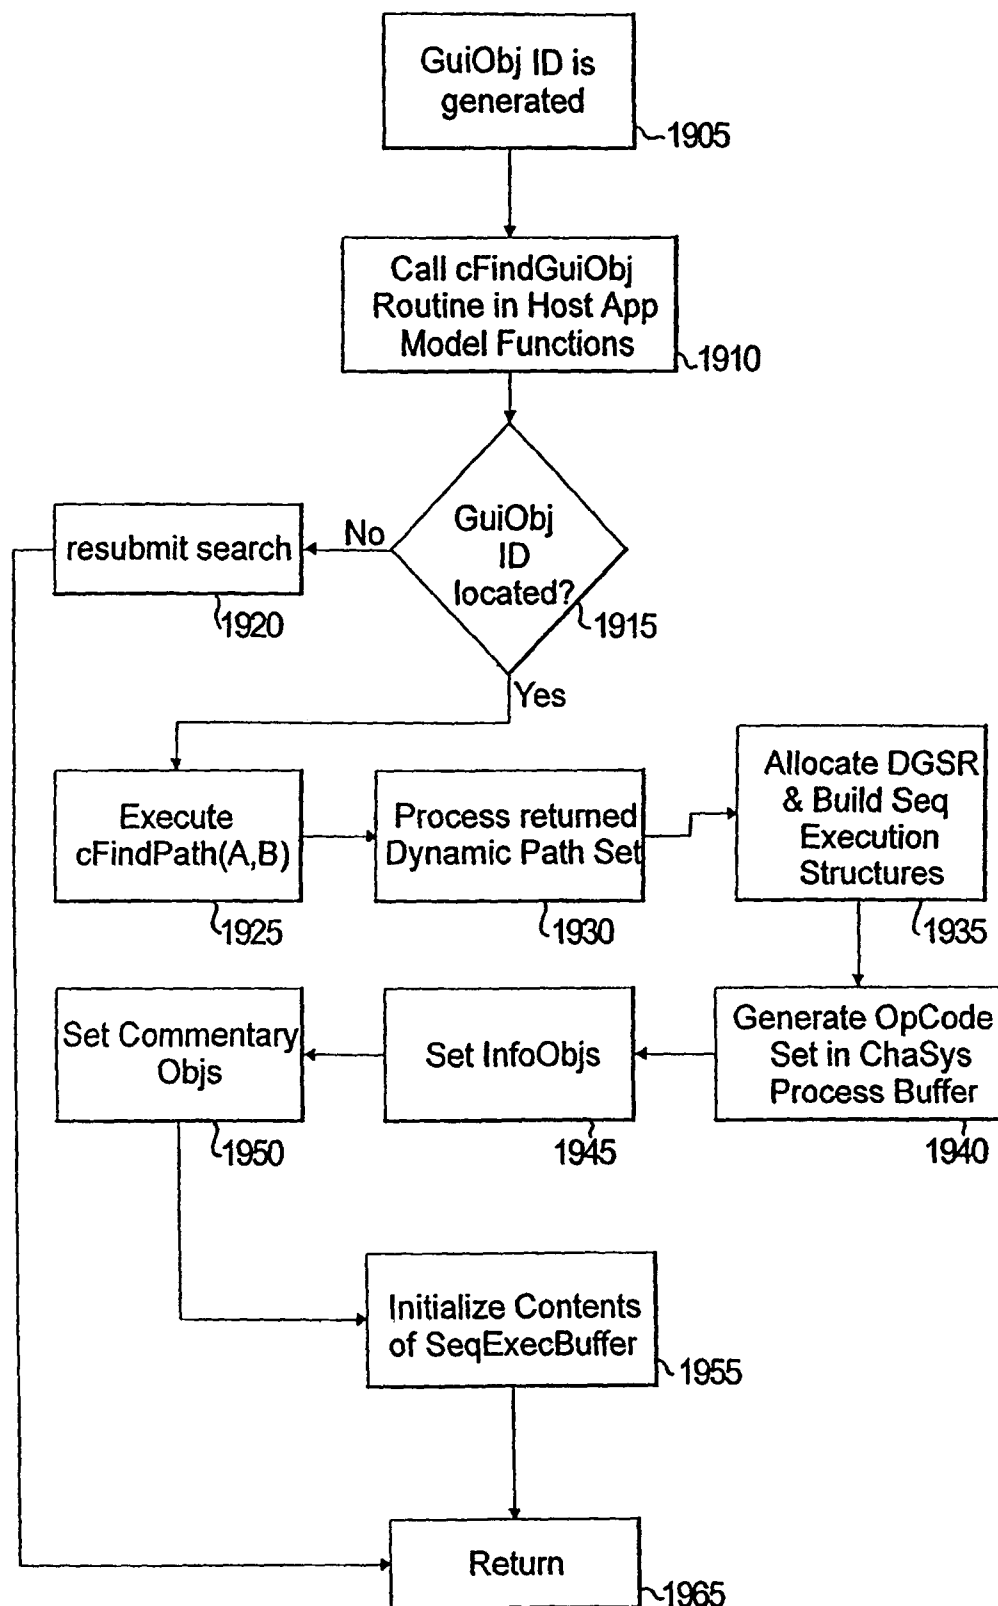 GuiObj ID is
generated
1905
Call cFindGuiObj
Routine in Host App
Model Functions
1910
GuiObj
ID
located?
1915
No
resubmit search
1920
Yes
Execute
cFindPath(A,B)
1925
Process returned
Dynamic Path Set
1930
Allocate DGSR
& Build Seq
Execution
Structures
1935
Generate OpCode
Set in ChaSys
Process Buffer
1940
Set InfoObjs
1945
Set Commentary
Objs
1950
Initialize Contents
of SeqExecBuffer
1955
Return
1965